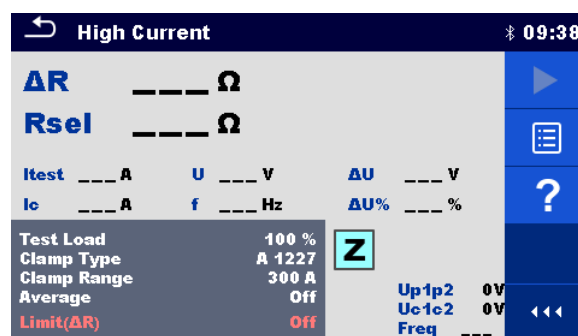 High Current 09:38
ΔR ___ Ω
Rsel ___ Ω
Itest ___ A U ___ V ΔU ___ V
Ic ___ A f ___ Hz ΔU% ___ %
?
Test Load 100 %
Clamp Type A 1227
Clamp Range 300 A
Average Off
Limit(ΔR) Off
Z
Up1p2 0V
Uc1c2 0V
Freq ___